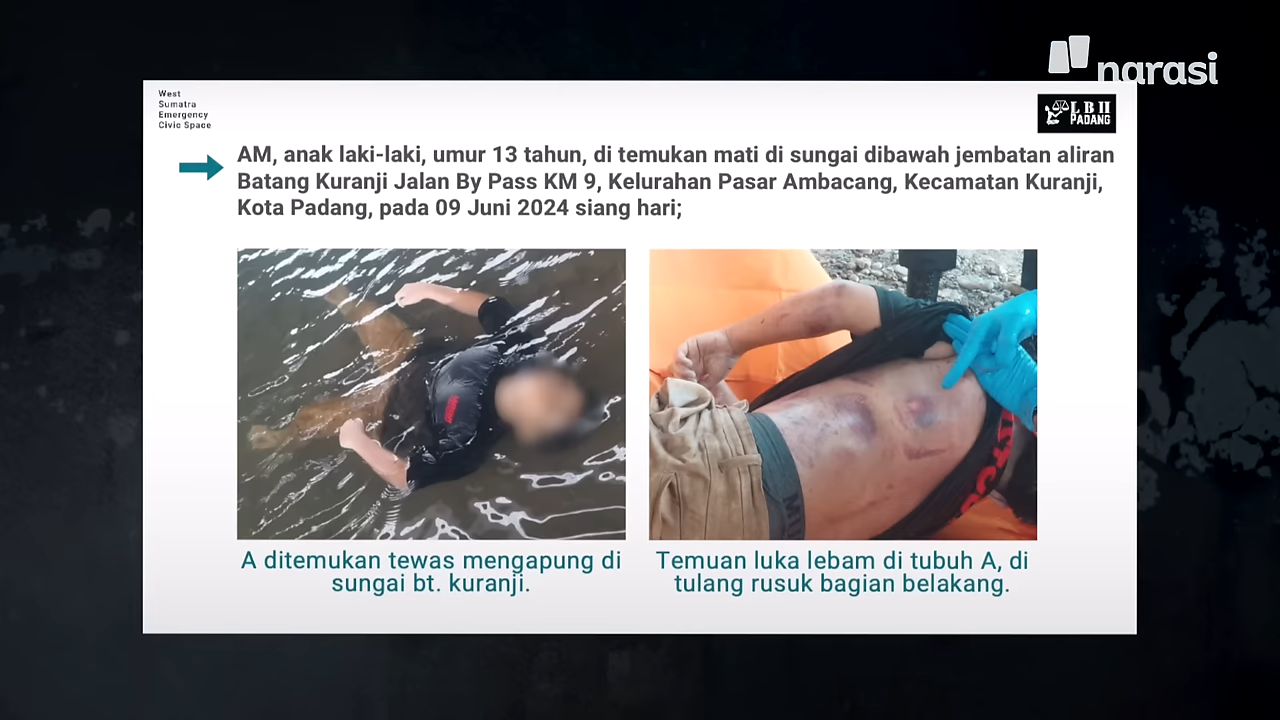 narasi
West
Sumatra
Emergency
Civic Space
LBH
PADANG
AM, anak laki-laki, umur 13 tahun, di temukan mati di sungai dibawah jembatan aliran
Batang Kuranji Jalan By Pass KM 9, Kelurahan Pasar Ambacang, Kecamatan Kuranji,
Kota Padang, pada 09 Juni 2024 siang hari;
A ditemukan tewas mengapung di
sungai bt. kuranji.
Temuan luka lebam di tubuh A, di
tulang rusuk bagian belakang.